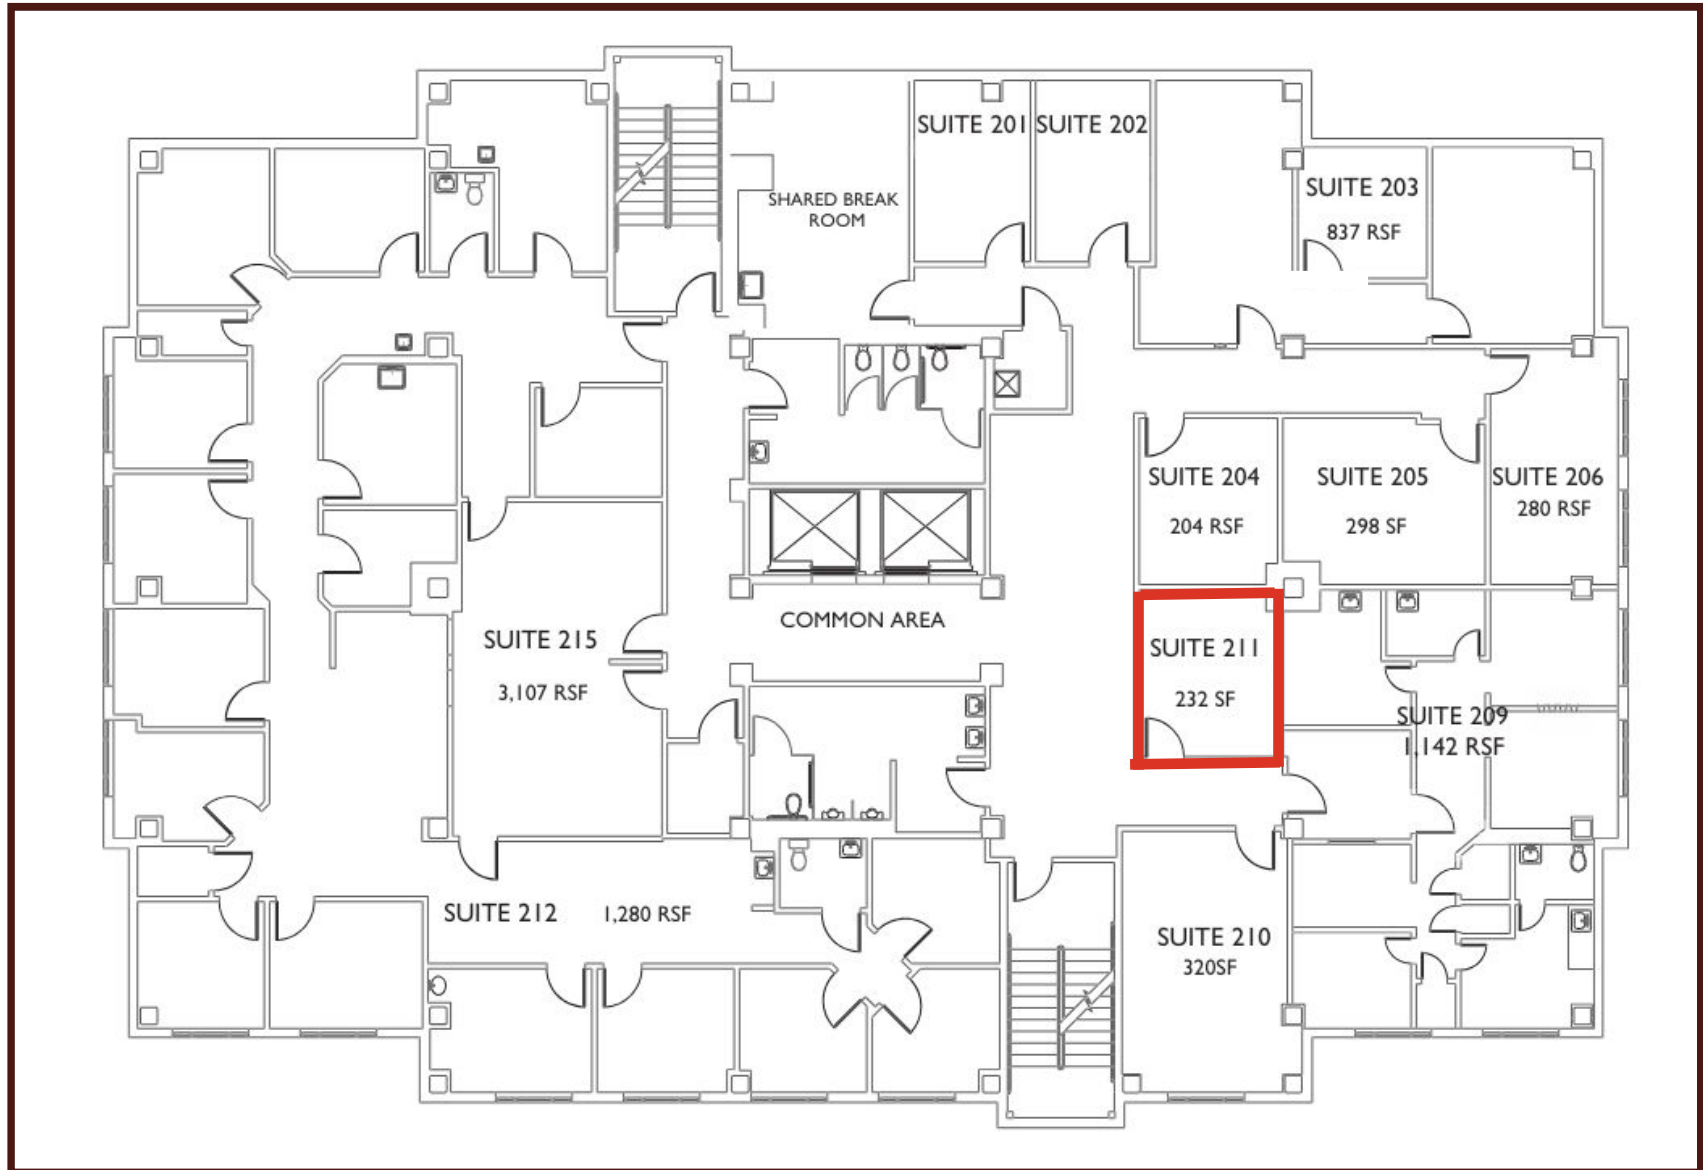 SUITE 201
SUITE 202
SHARED BREAK
ROOM
SUITE 203
837 RSF
SUITE 204
204 RSF
SUITE 205
298 SF
SUITE 206
280 RSF
COMMON AREA
SUITE 215
3,107 RSF
SUITE 211
232 SF
SUITE 209
1,142 RSF
SUITE 212 1,280 RSF
SUITE 210
320SF